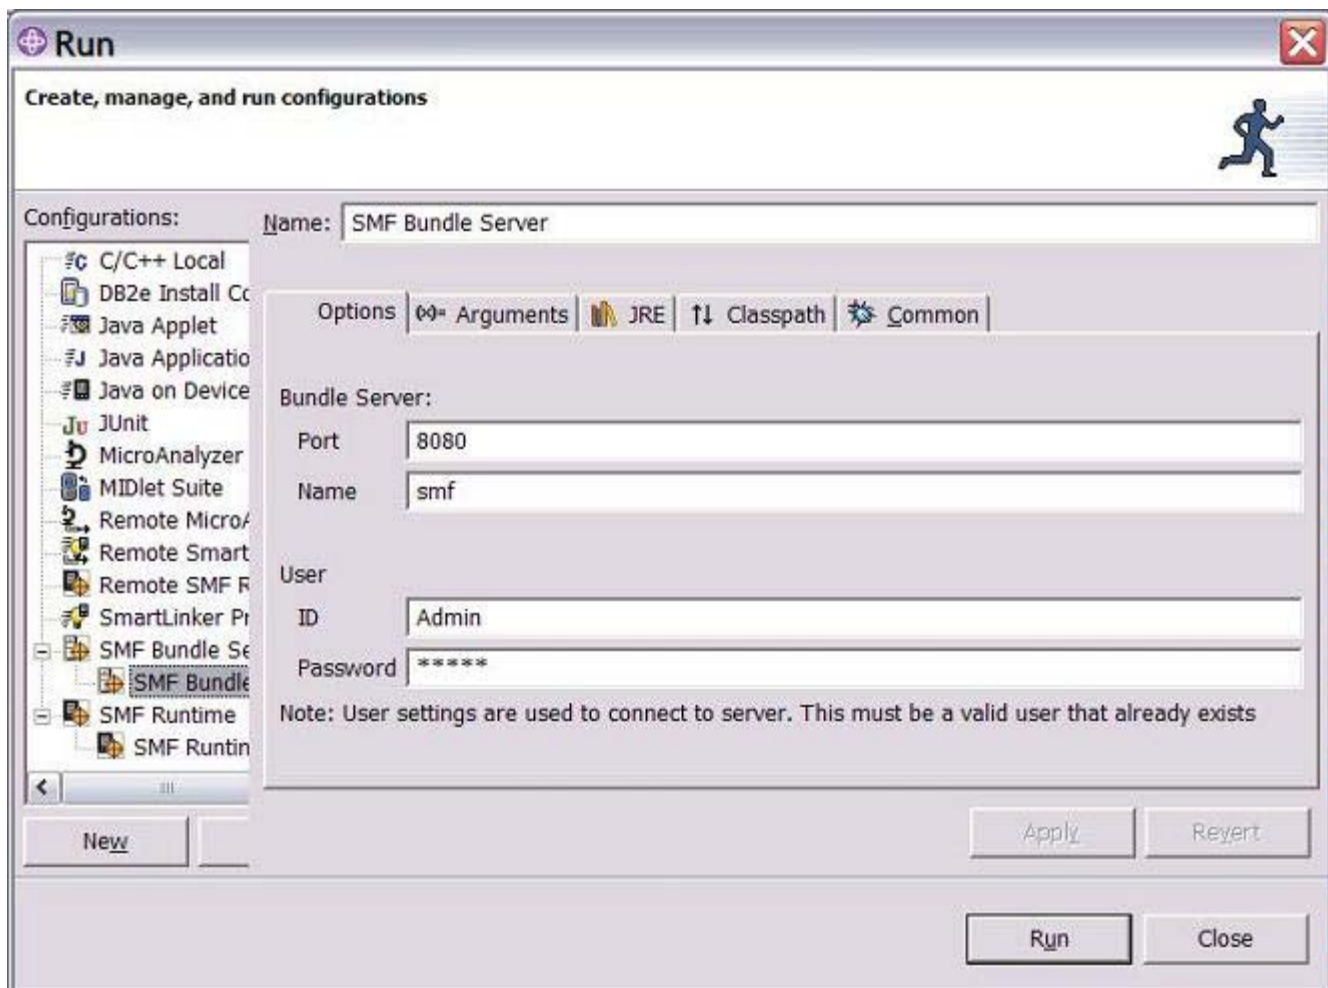 Run
Create, manage, and run configurations
Configurations:
C/C++ Local
DB2e Install Co
Java Applet
Java Applicatio
Java on Device
JUnit
MicroAnalyzer
MIDlet Suite
Remote MicroA
Remote Smart
Remote SMF R
SmartLinker Pr
SMF Bundle Se
SMF Bundle
SMF Runtime
SMF Runtin
New
Name: SMF Bundle Server
Options Arguments JRE Classpath Common
Bundle Server:
Port 8080
Name smf
User
ID Admin
Password *****
Note: User settings are used to connect to server. This must be a valid user that already exists
Apply Revert
Run Close